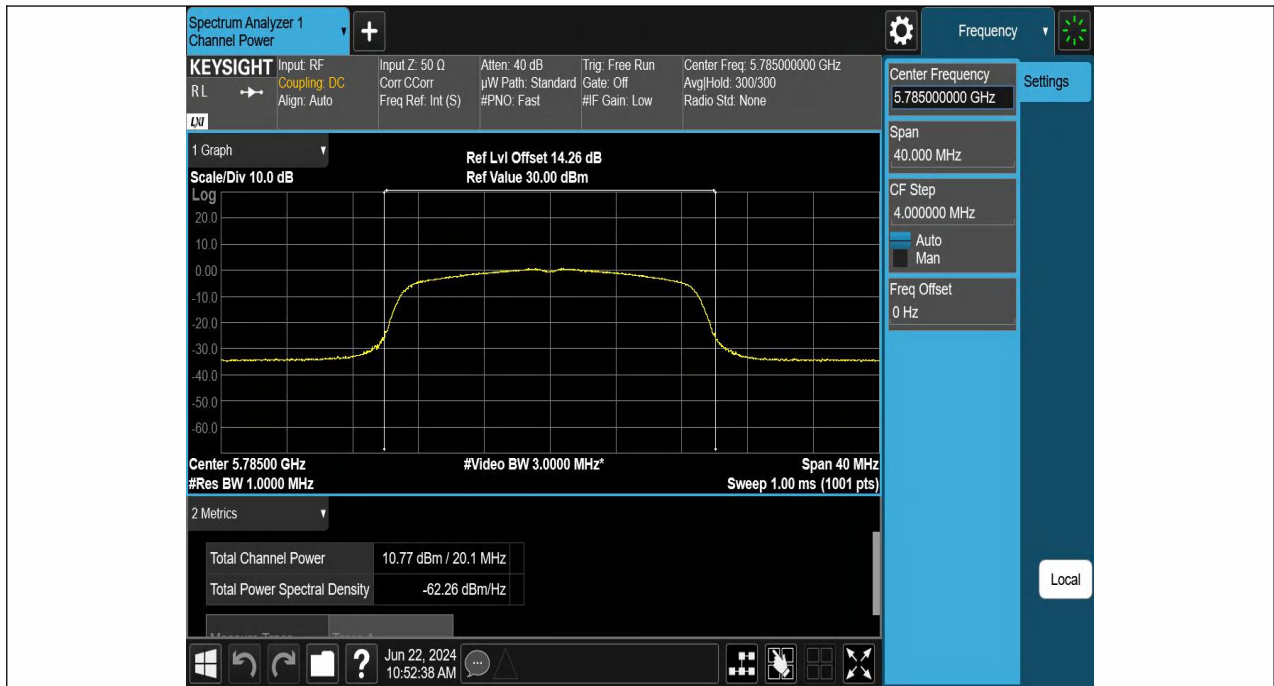 Spectrum Analyzer 1
Channel Power
+
Frequency
KEYSIGHT
RL
LXI
Input: RF
Coupling: DC
Align: Auto
Input Z: 50 Ω
Corr CCorr
Freq Ref: Int (S)
Atten: 40 dB
µW Path: Standard
#PNO: Fast
Trig: Free Run
Gate: Off
#IF Gain: Low
Center Freq: 5.785000000 GHz
Avg|Hold: 300/300
Radio Std: None
Center Frequency
5.785000000 GHz
Settings
Span
40.000 MHz
CF Step
4.000000 MHz
Auto
Man
Freq Offset
0 Hz
1 Graph
Scale/Div 10.0 dB
Ref Lvl Offset 14.26 dB
Ref Value 30.00 dBm
Log
20.0
10.0
0.00
-10.0
-20.0
-30.0
-40.0
-50.0
-60.0
Center 5.78500 GHz
#Res BW 1.0000 MHz
#Video BW 3.0000 MHz*
Span 40 MHz
Sweep 1.00 ms (1001 pts)
2 Metrics
Total Channel Power 10.77 dBm / 20.1 MHz
Total Power Spectral Density -62.26 dBm/Hz
Local
?
Jun 22, 2024
10:52:38 AM